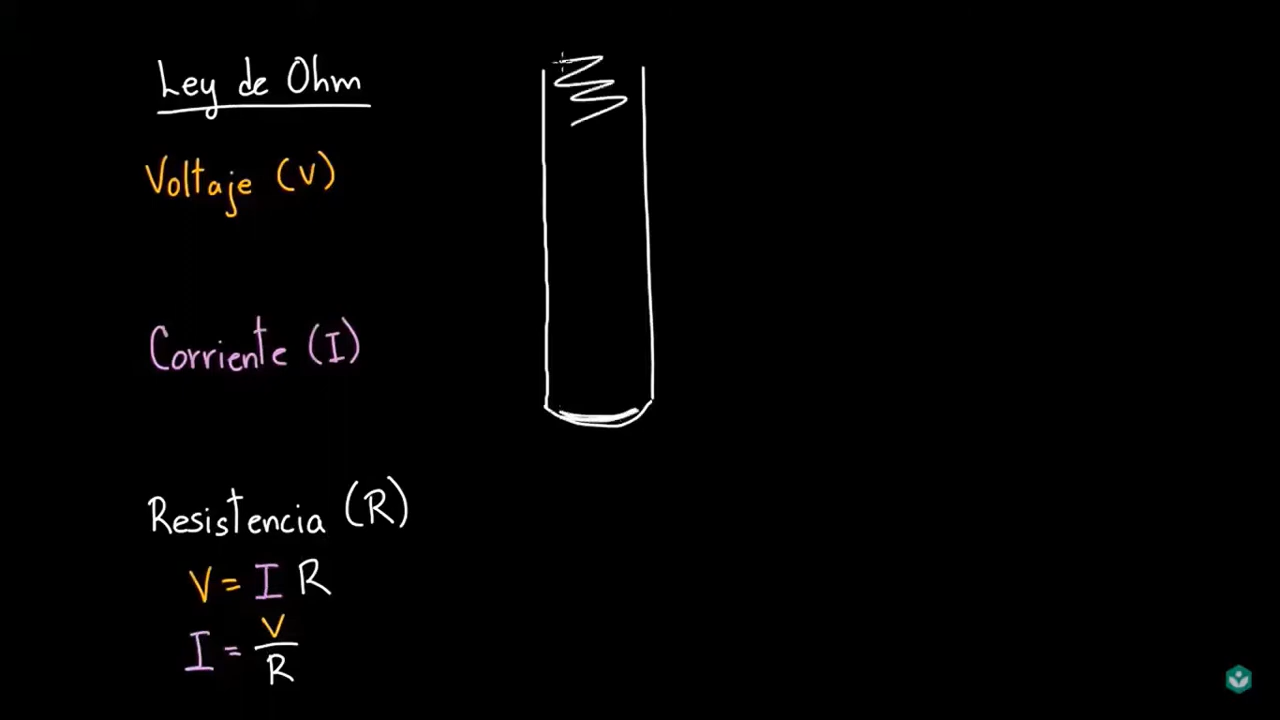 Ley de Ohm
Voltaje (V)
Corriente (I)
Resistencia (R)
V = I R
I = V/R